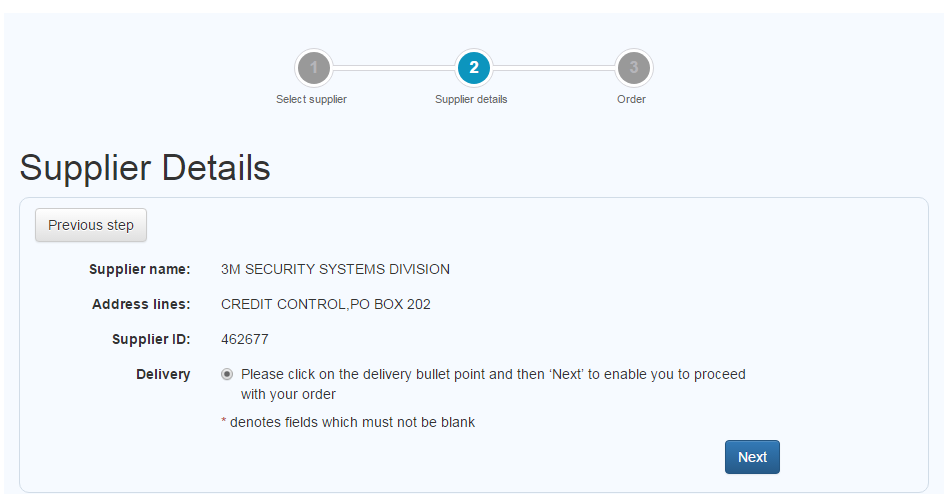 1
2
3
Select supplier
Supplier details
Order
Supplier Details
Previous step
Supplier name: 3M SECURITY SYSTEMS DIVISION
Address lines: CREDIT CONTROL,PO BOX 202
Supplier ID: 462677
Delivery Please click on the delivery bullet point and then ‘Next’ to enable you to proceed
with your order
* denotes fields which must not be blank
Next